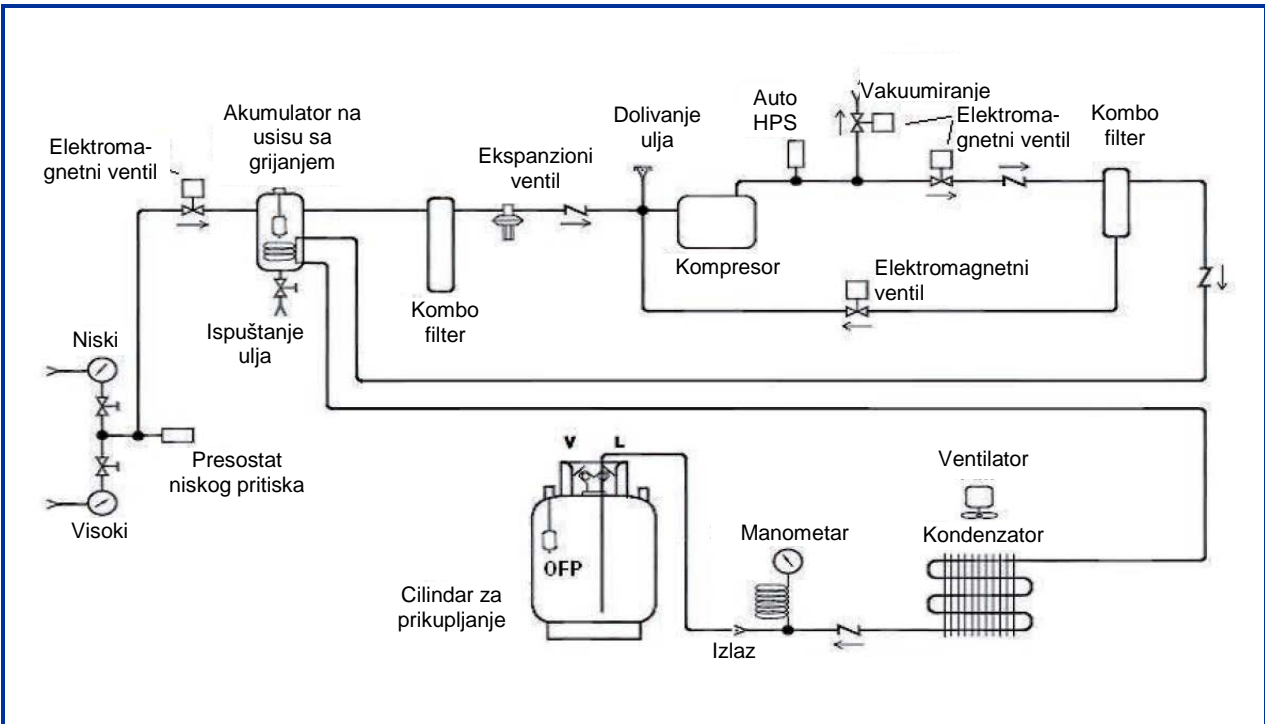 Elektroma-
gnetni ventil
Akumulator na
usisu sa
grijanjem
Ekspanzioni
ventil
Dolivanje
ulja
Auto
HPS
Vakuumiranje
Elektroma-
gnetni ventil
Kombo
filter
Kompresor
Elektromagnetni
ventil
Kombo
filter
Ispuštanje
ulja
Niski
Presostat
niskog pritiska
Visoki
V L
OFP
Cilindar za
prikupljanje
Manometar
Izlaz
Ventilator
Kondenzator